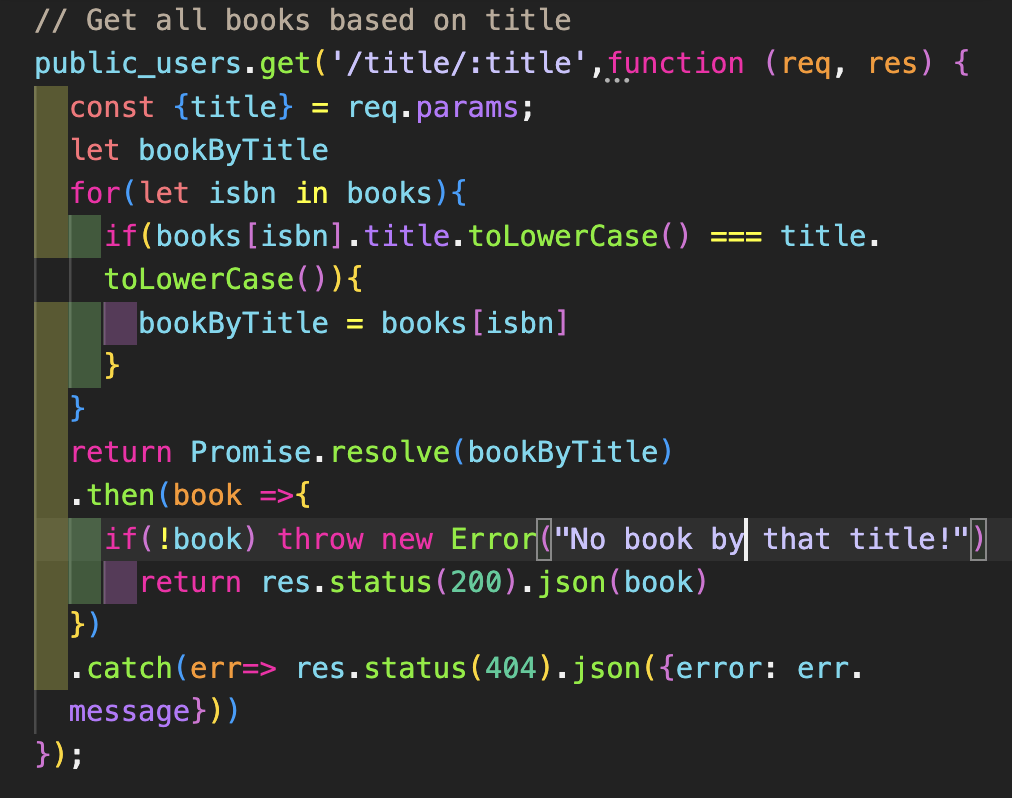 // Get all books based on title
public_users.get('/title/:title',function (req, res) {
const {title} = req.params;
let bookByTitle
for(let isbn in books){
if(books[isbn].title.toLowerCase() === title.
toLowerCase()){
bookByTitle = books[isbn]
}
}
return Promise.resolve(bookByTitle)
.then(book =>{
if(!book) throw new Error("No book by that title!")
return res.status(200).json(book)
})
.catch(err=> res.status(404).json({error: err.
message}))
});